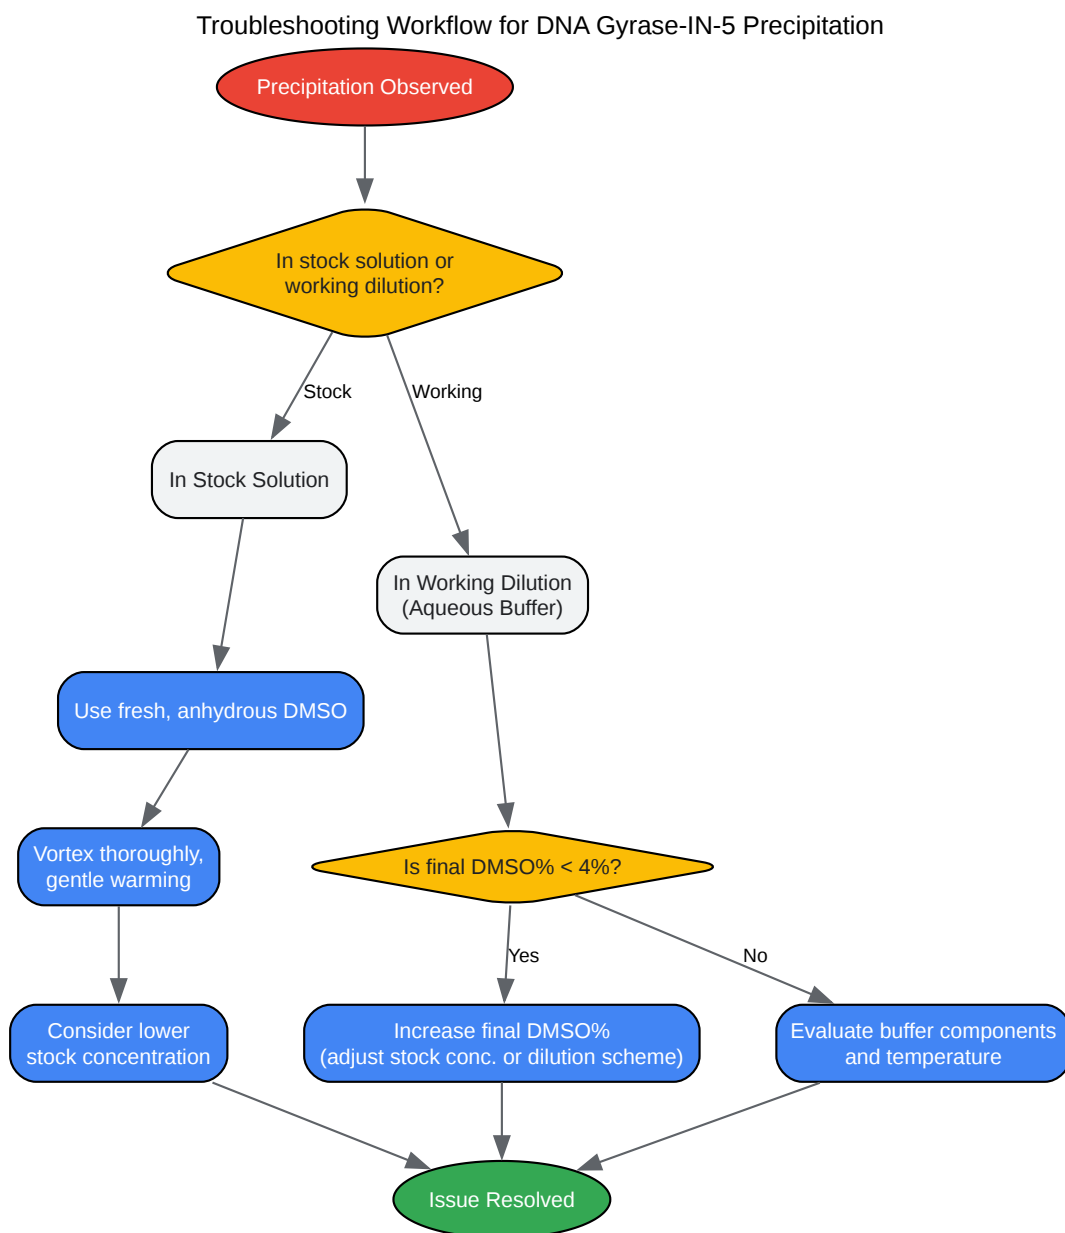 Troubleshooting Workflow for DNA Gyrase-IN-5 Precipitation
Precipitation Observed
In stock solution or
working dilution?
Stock
Working
In Stock Solution
In Working Dilution
(Aqueous Buffer)
Use fresh, anhydrous DMSO
Vortex thoroughly,
gentle warming
Is final DMSO% < 4%?
Yes
No
Consider lower
stock concentration
Increase final DMSO%
(adjust stock conc. or dilution scheme)
Evaluate buffer components
and temperature
Issue Resolved